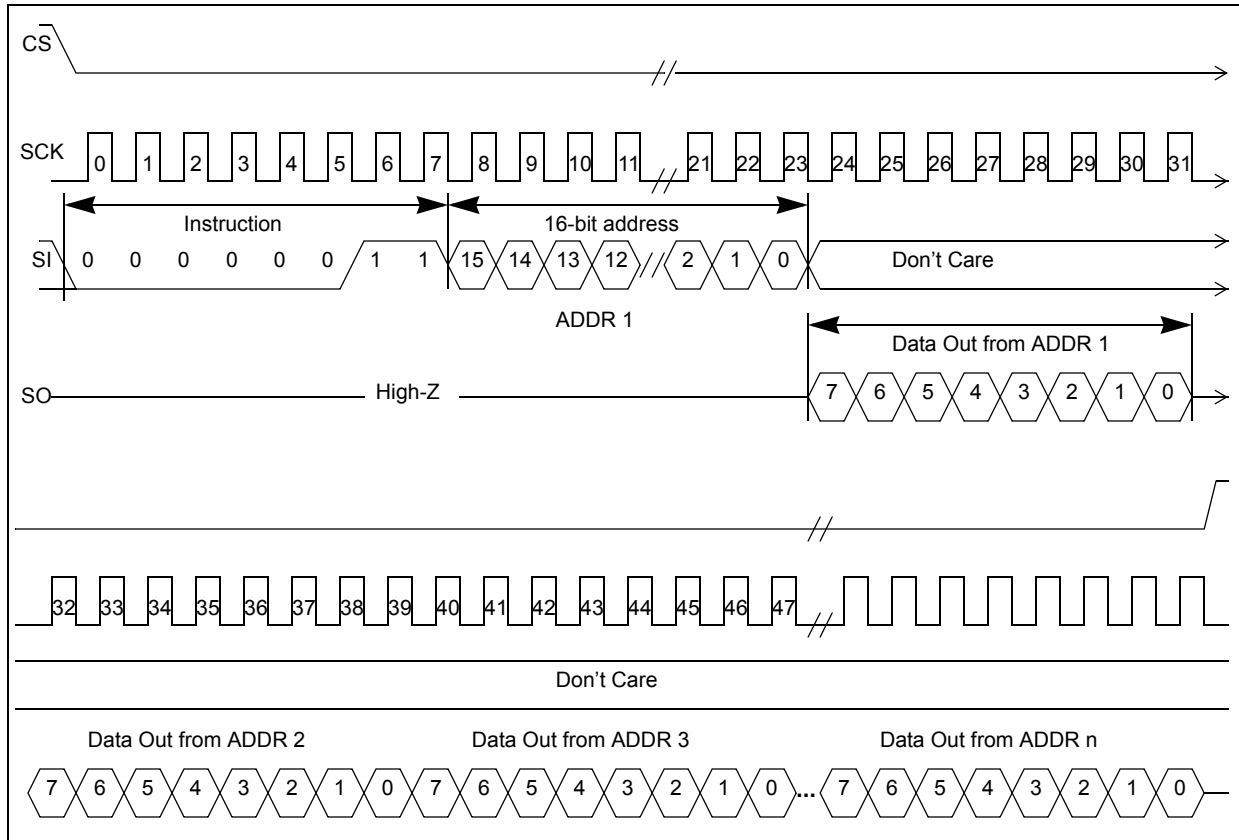 CS
SCK 0 1 2 3 4 5 6 7 8 9 10 11 21 22 23 24 25 26 27 28 29 30 31
Instruction 16-bit address
SI 0 0 0 0 0 0 1 1 15 14 13 12 2 1 0 Don't Care
ADDR 1
Data Out from ADDR 1
SO High-Z 7 6 5 4 3 2 1 0
32 33 34 35 36 37 38 39 40 41 42 43 44 45 46 47
Don't Care
Data Out from ADDR 2 Data Out from ADDR 3 Data Out from ADDR n
7 6 5 4 3 2 1 0 7 6 5 4 3 2 1 0 ... 7 6 5 4 3 2 1 0